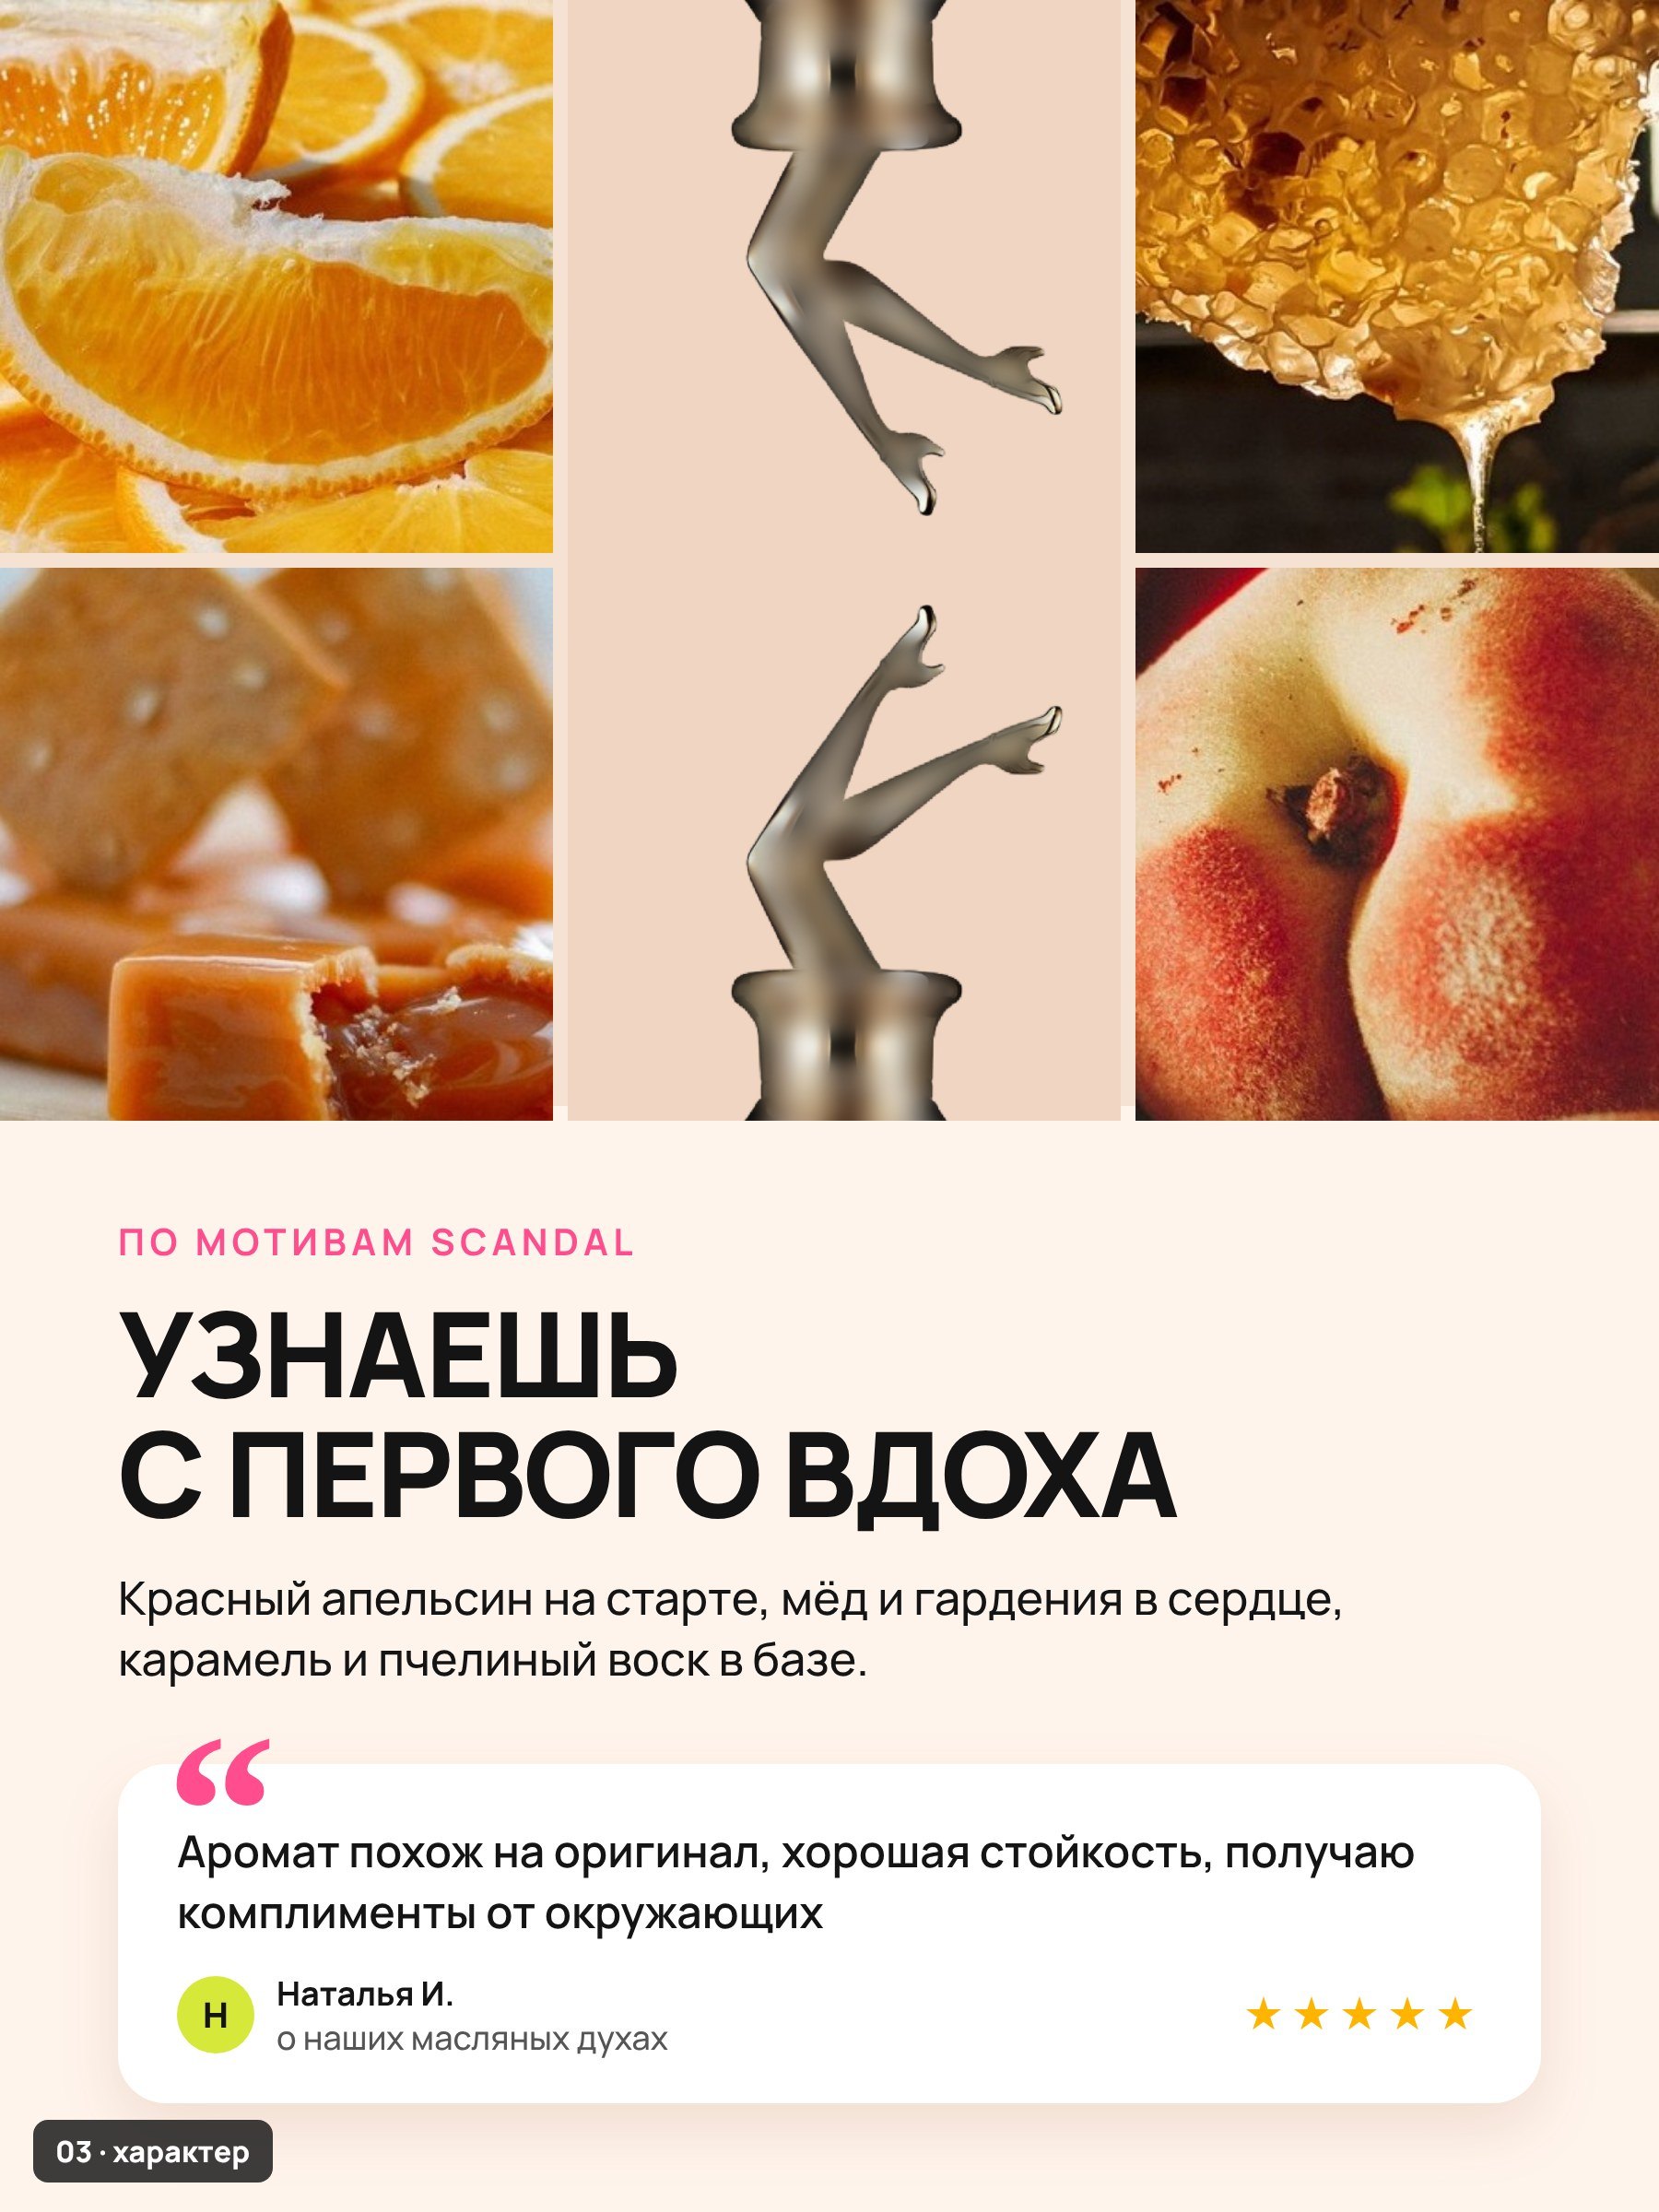 ПО МОТИВАМ SCANDAL
УЗНАЕШЬ
С ПЕРВОГО ВДОХА
Красный апельсин на старте, мёд и гардения в сердце,
карамель и пчелиный воск в базе.
“
Аромат похож на оригинал, хорошая стойкость, получаю
комплименты от окружающих
Н
Наталья И.
о наших масляных духах
★★★★★
03 · характер